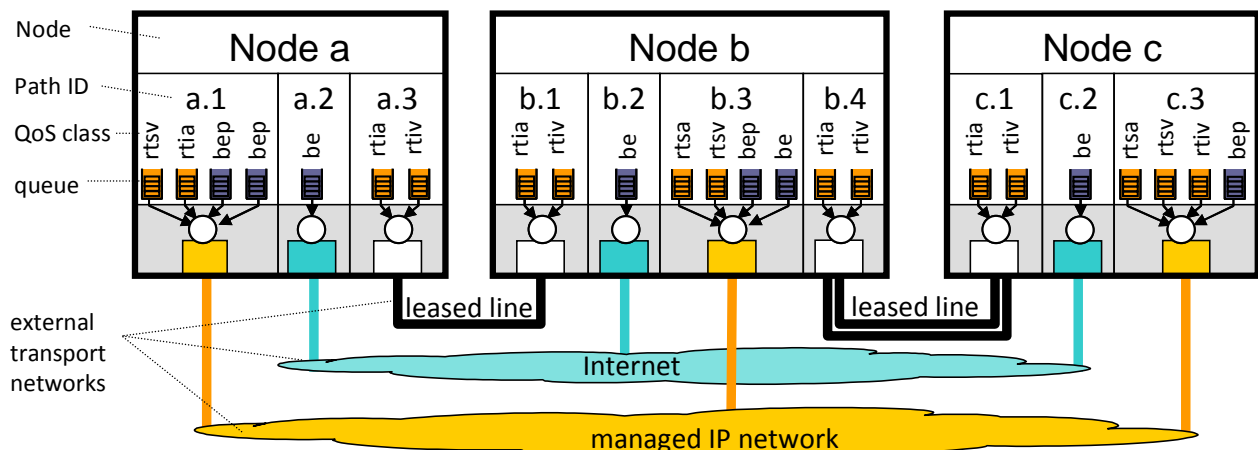 Node
Node a
Node b
Node c
Path ID
a.1
a.2
a.3
b.1
b.2
b.3
b.4
c.1
c.2
c.3
QoS class
rtsv
rtia
bep
bep
be
rtia
rtiv
rtia
rtiv
be
rtsa
rtsv
bep
be
rtia
rtiv
rtia
rtiv
be
rtsa
rtsv
rtiv
bep
queue
leased line
leased line
external
transport
networks
Internet
managed IP network